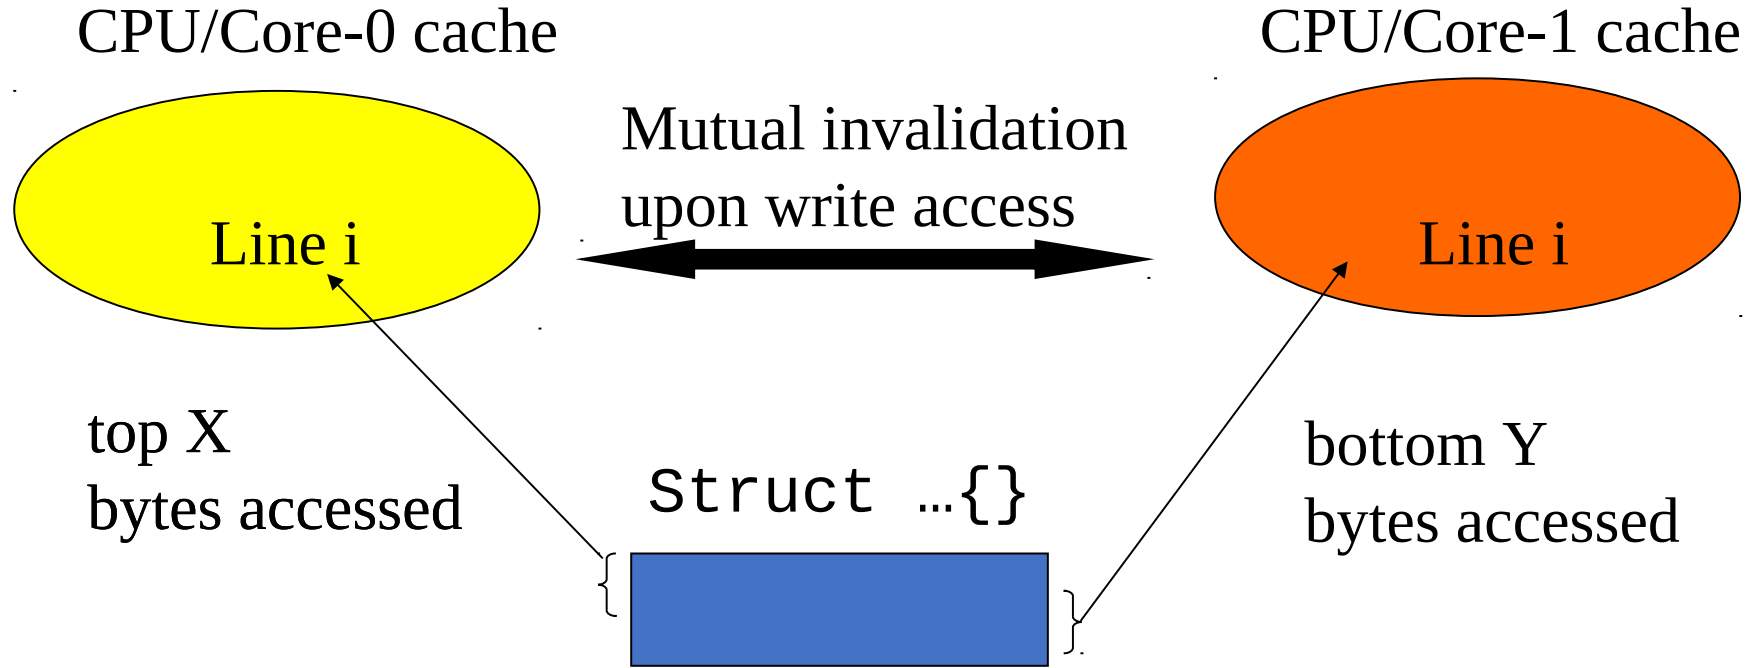 CPU/Core-0 cache
CPU/Core-1 cache
Mutual invalidation
upon write access
Line i
Line i
top X
bytes accessed
bottom Y
bytes accessed
Struct …{}